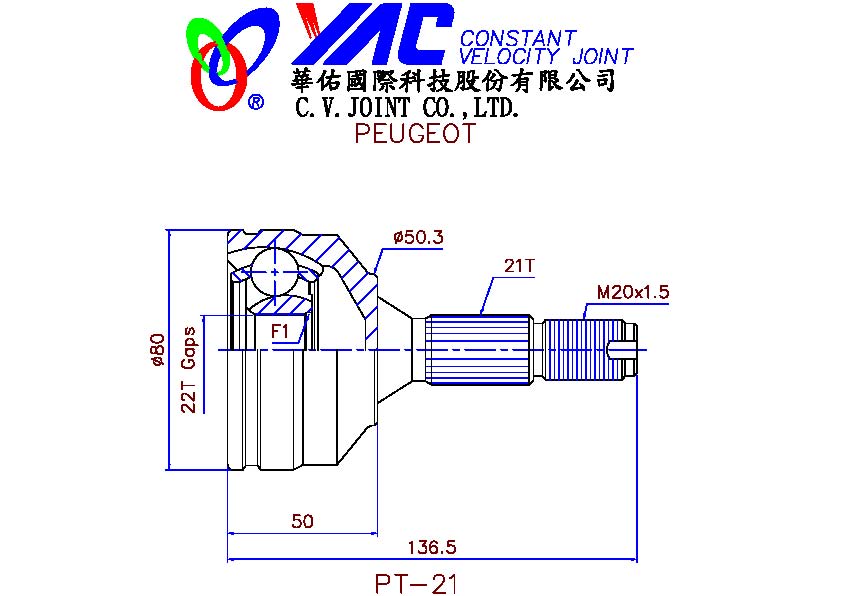 YAC CONSTANT
VELOCITY JOINT
®
華佑國際科技股份有限公司
C.V.JOINT CO.,LTD.
PEUGEOT
ø50.3
21T
M20x1.5
ø80
22T Gaps
F1
50
136.5
PT-21